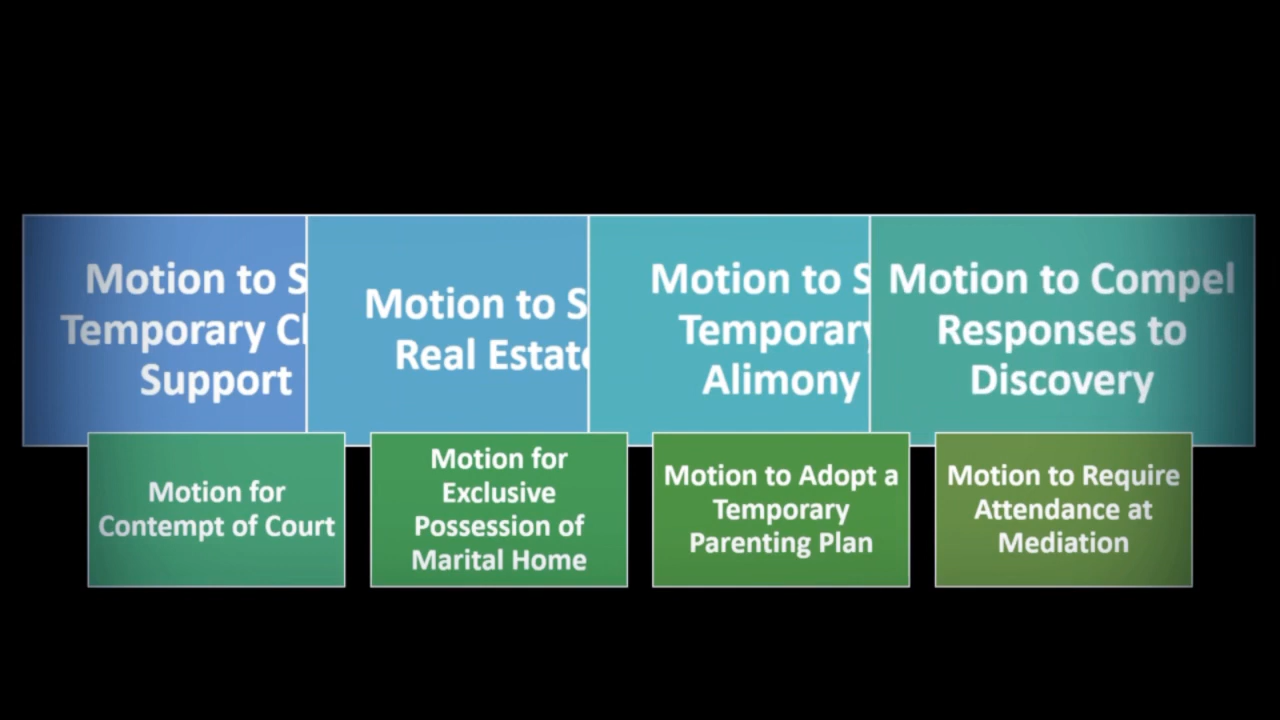 Motion to S
Temporary C
Support
Motion to S
Real Estate
Motion to S
Temporary
Alimony
Motion to Compel
Responses to
Discovery
Motion for
Contempt of Court
Motion for
Exclusive
Possession of
Marital Home
Motion to Adopt a
Temporary
Parenting Plan
Motion to Require
Attendance at
Mediation